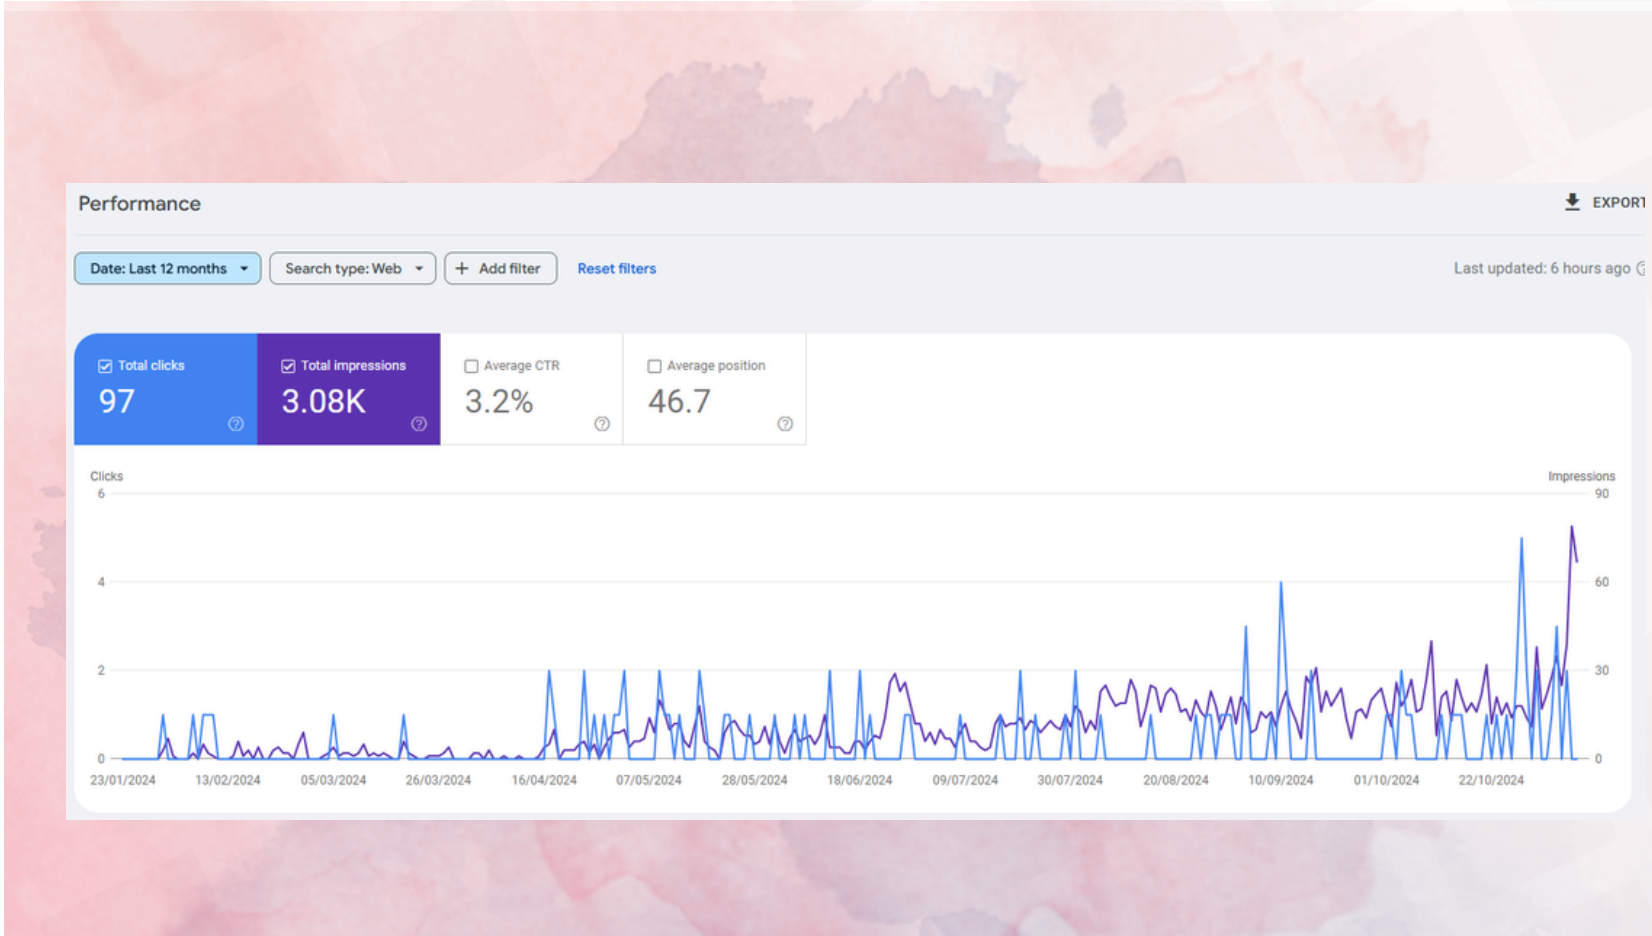 Performance
EXPORT
Date: Last 12 months
Search type: Web
+ Add filter
Reset filters
Last updated: 6 hours ago
Total clicks
97
Total impressions
3.08K
Average CTR
3.2%
Average position
46.7
Clicks
Impressions
6
90
4
60
2
30
0
0
23/01/2024
13/02/2024
05/03/2024
26/03/2024
16/04/2024
07/05/2024
28/05/2024
18/06/2024
09/07/2024
30/07/2024
20/08/2024
10/09/2024
01/10/2024
22/10/2024